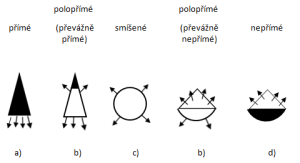 polopřímé polopřímé
přímé (převážně přímé) smíšené (převážně nepřímé) nepřímé
a) b) c) b) d)